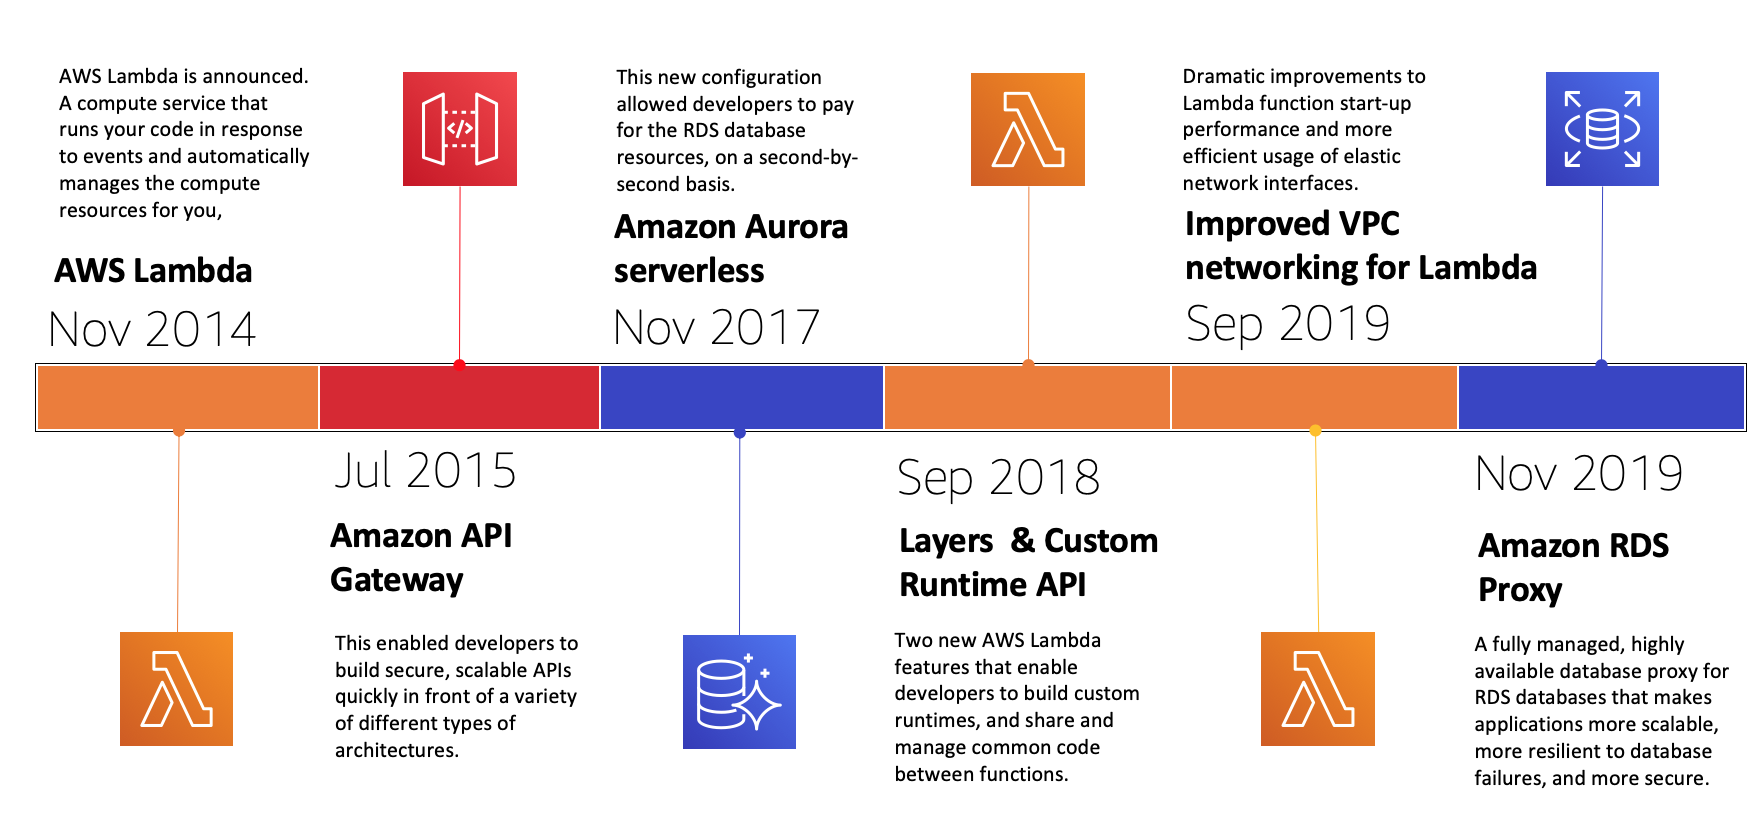 AWS Lambda is announced.
A compute service that
runs your code in response
to events and automatically
manages the compute
resources for you,
AWS Lambda
Nov 2014
</>
Jul 2015
Amazon API
Gateway
This enabled developers to
build secure, scalable APIs
quickly in front of a variety
of different types of
architectures.
This new configuration
allowed developers to pay
for the RDS database
resources, on a second-by-
second basis.
Amazon Aurora
serverless
Nov 2017
Sep 2018
Layers & Custom
Runtime API
Two new AWS Lambda
features that enable
developers to build custom
runtimes, and share and
manage common code
between functions.
Dramatic improvements to
Lambda function start-up
performance and more
efficient usage of elastic
network interfaces.
Improved VPC
networking for Lambda
Sep 2019
Nov 2019
Amazon RDS
Proxy
A fully managed, highly
available database proxy for
RDS databases that makes
applications more scalable,
more resilient to database
failures, and more secure.